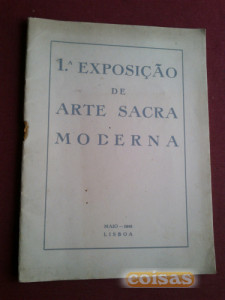 1.ª EXPOSIÇÃO
DE
ARTE SACRA
MODERNA
LISBOA
coisas